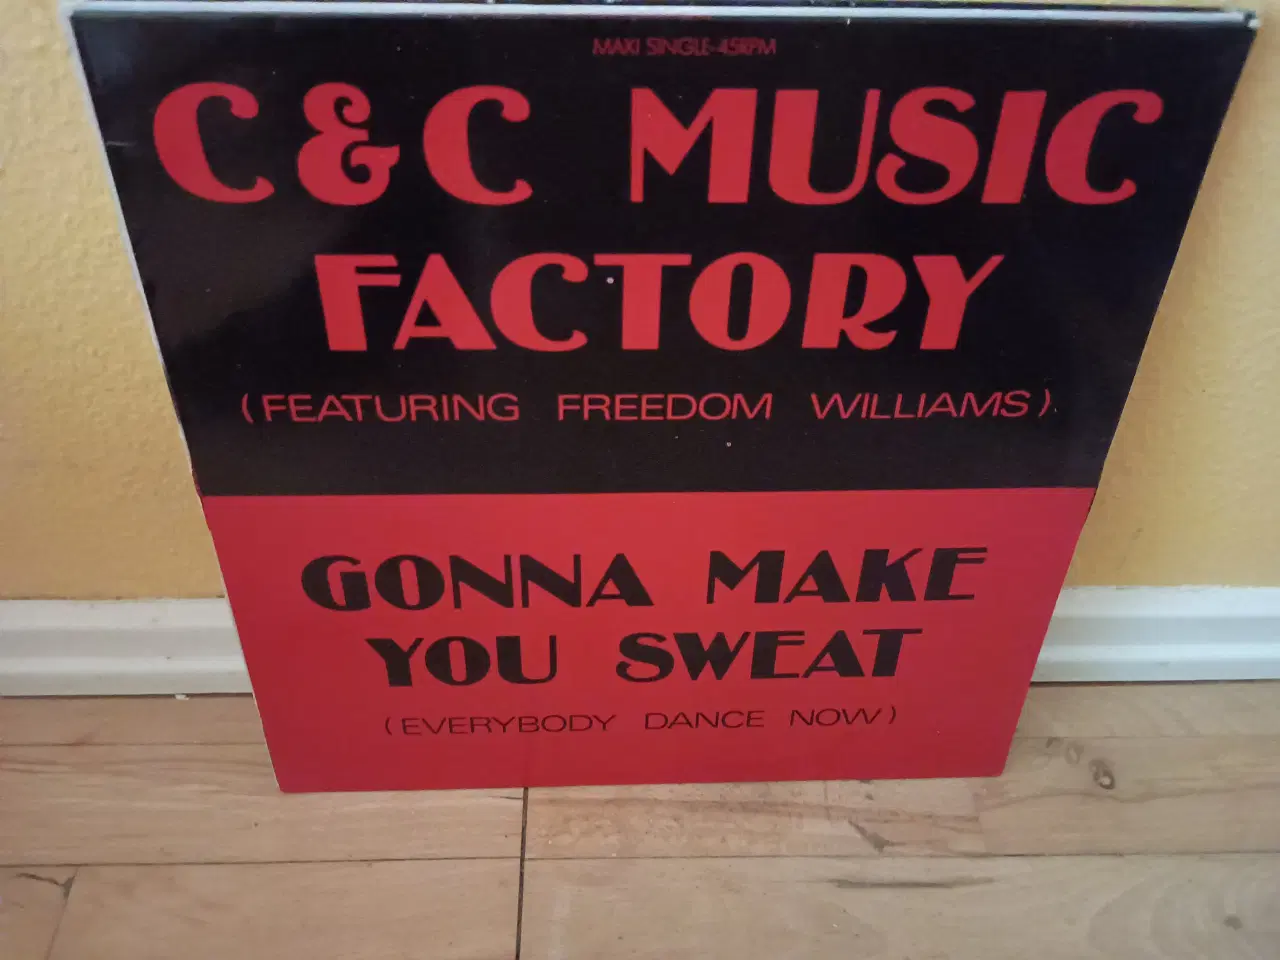 MAXI SINGLE-45RPM
C & C MUSIC
FACTORY
(FEATURING FREEDOM WILLIAMS)
GONNA MAKE
YOU SWEAT
(EVERYBODY DANCE NOW)